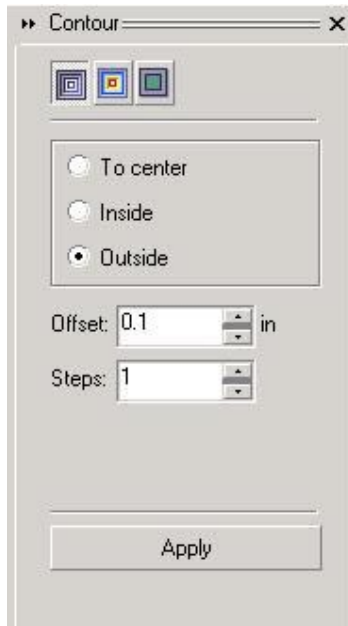 Contour
To center
Inside
Outside
Offset: 0.1 in
Steps: 1
Apply